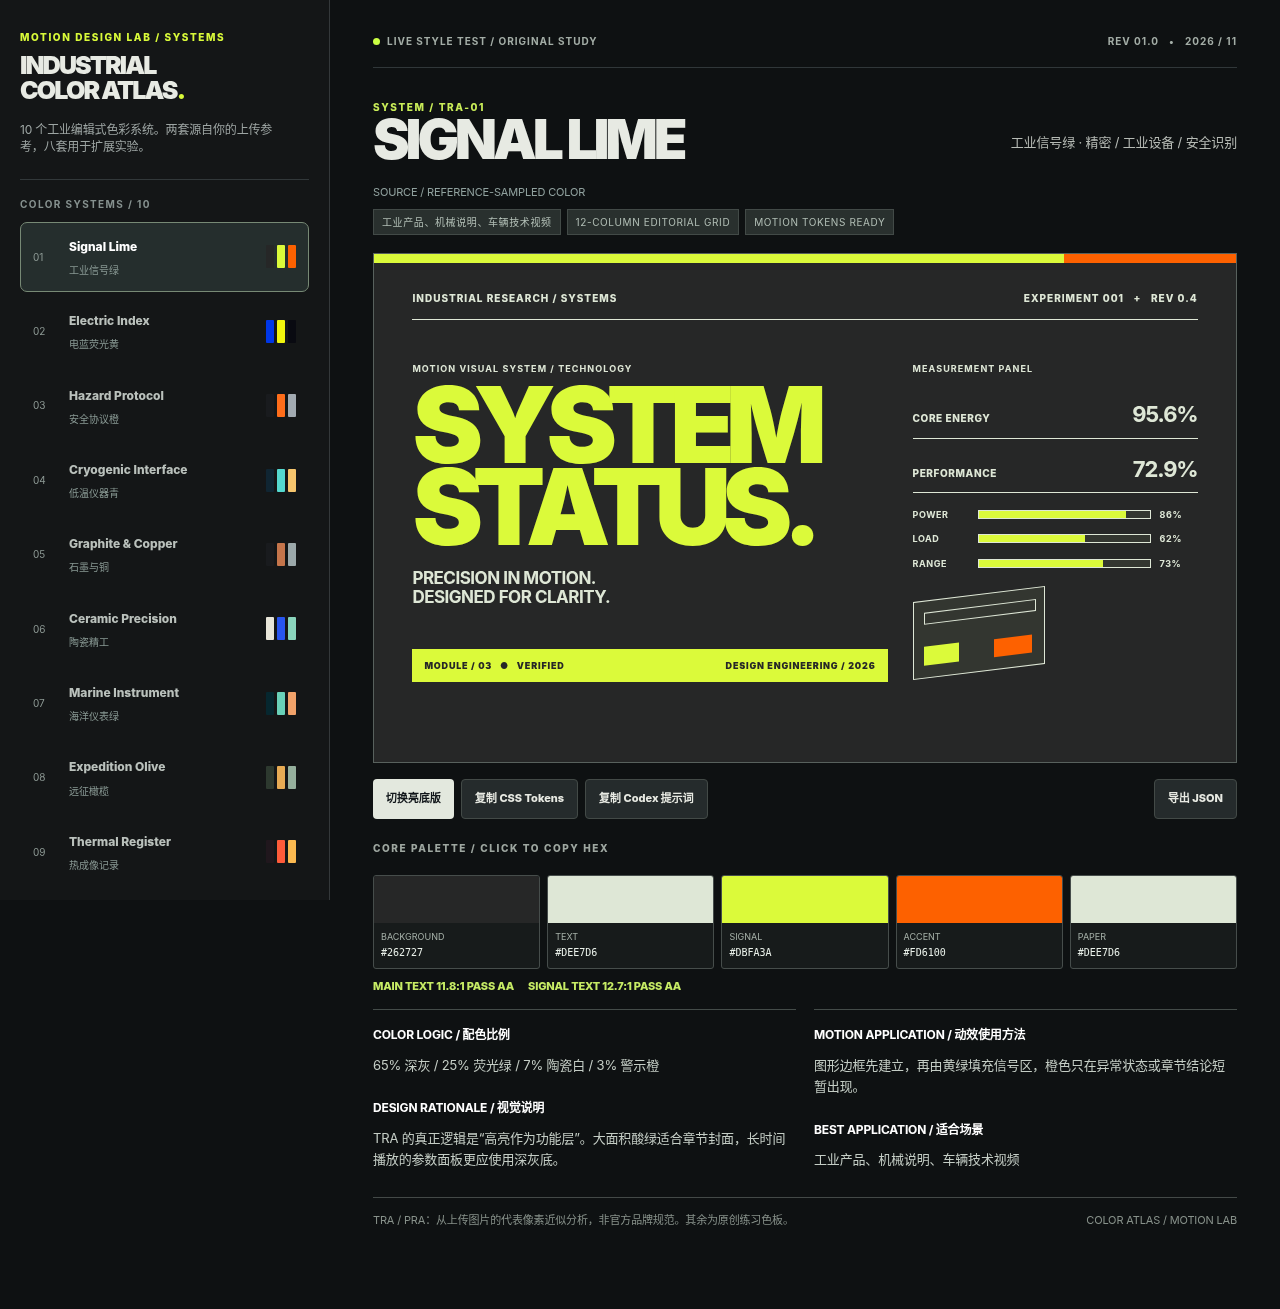 MOTION DESIGN LAB / SYSTEMS
INDUSTRIAL
COLOR ATLAS.
10 个工业编辑式色彩系统。两套源自你的上传参
考，八套用于扩展实验。
COLOR SYSTEMS / 10
01
Signal Lime
工业信号绿
02
Electric Index
电蓝荧光黄
03
Hazard Protocol
安全协议橙
04
Cryogenic Interface
低温仪器青
05
Graphite & Copper
石墨与铜
06
Ceramic Precision
陶瓷精工
07
Marine Instrument
海洋仪表绿
08
Expedition Olive
远征橄榄
09
Thermal Register
热成像记录
LIVE STYLE TEST / ORIGINAL STUDY
REV 01.0 • 2026 / 11
SYSTEM / TRA-01
SIGNAL LIME
工业信号绿 · 精密 / 工业设备 / 安全识别
SOURCE / REFERENCE-SAMPLED COLOR
工业产品、机械说明、车辆技术视频
12-COLUMN EDITORIAL GRID
MOTION TOKENS READY
INDUSTRIAL RESEARCH / SYSTEMS
EXPERIMENT 001 + REV 0.4
MOTION VISUAL SYSTEM / TECHNOLOGY
SYSTEM
STATUS.
PRECISION IN MOTION.
DESIGNED FOR CLARITY.
MODULE / 03 ● VERIFIED
DESIGN ENGINEERING / 2026
MEASUREMENT PANEL
CORE ENERGY 95.6%
PERFORMANCE 72.9%
POWER 86%
LOAD 62%
RANGE 73%
切换亮底版
复制 CSS Tokens
复制 Codex 提示词
导出 JSON
CORE PALETTE / CLICK TO COPY HEX
BACKGROUND
#262727
TEXT
#DEE7D6
SIGNAL
#DBFA3A
ACCENT
#FD6100
PAPER
#DEE7D6
MAIN TEXT 11.8:1 PASS AA SIGNAL TEXT 12.7:1 PASS AA
COLOR LOGIC / 配色比例
65% 深灰 / 25% 荧光绿 / 7% 陶瓷白 / 3% 警示橙
DESIGN RATIONALE / 视觉说明
TRA 的真正逻辑是“高亮作为功能层”。大面积酸绿适合章节封面，长时间
播放的参数面板更应使用深灰底。
MOTION APPLICATION / 动效使用方法
图形边框先建立，再由黄绿填充信号区，橙色只在异常状态或章节结论短
暂出现。
BEST APPLICATION / 适合场景
工业产品、机械说明、车辆技术视频
TRA / PRA：从上传图片的代表像素近似分析，非官方品牌规范。其余为原创练习色板。
COLOR ATLAS / MOTION LAB